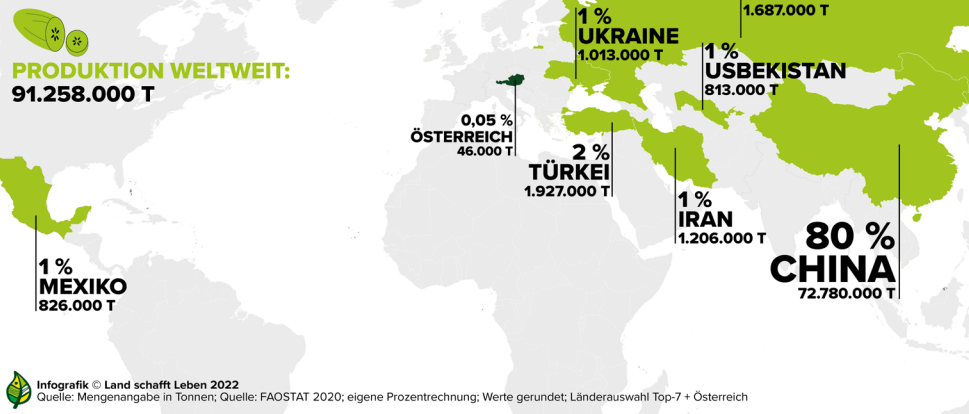 1.687.000 T
1 %
UKRAINE
1.013.000 T
PRODUKTION WELTWEIT:
91.258.000 T
1 %
USBEKISTAN
813.000 T
0,05 %
ÖSTERREICH
46.000 T
2 %
TÜRKEI
1.927.000 T
1 %
IRAN
1.206.000 T
80 %
CHINA
72.780.000 T
1 %
MEXIKO
826.000 T
Infografik © Land schafft Leben 2022
Quelle: Mengenangabe in Tonnen; Quelle: FAOSTAT 2020; eigene Prozentrechnung; Werte gerundet; Länderauswahl Top-7 + Österreich